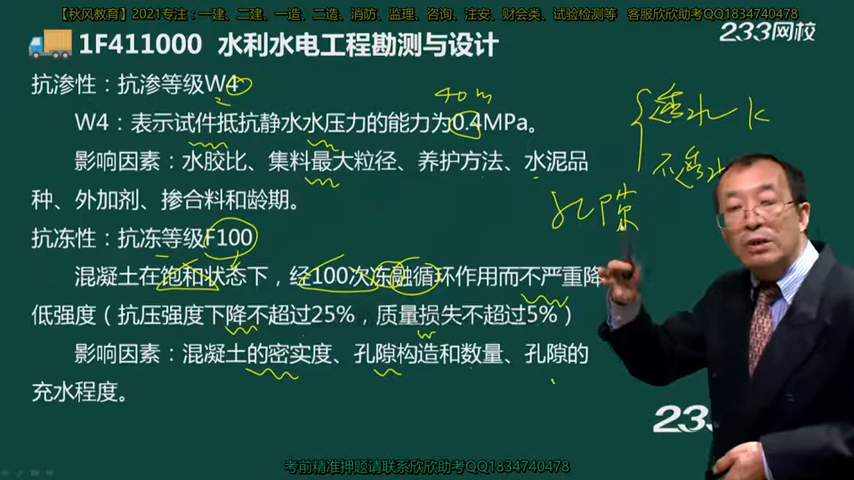 【秋风教育】2021专注：一建、二建、一造、二造、消防、监理、咨询、注安、财会类、试验检测等 客服欣欣助考QQ1834740478
233网校
1F411000 水利水电工程勘测与设计
抗渗性：抗渗等级W4
40m
W4：表示试件抵抗静水水压力的能力为0.4MPa。
透水 K
不透水
影响因素：水胶比、集料最大粒径、养护方法、水泥品
种、外加剂、掺合料和龄期。
孔隙
抗冻性：抗冻等级F100
混凝土在饱和状态下，经100次冻融循环作用而不严重降
低强度（抗压强度下降不超过25%，质量损失不超过5%）
影响因素：混凝土的密实度、孔隙构造和数量、孔隙的
充水程度。
233
考前精准押题请联系欣欣助考QQ1834740478